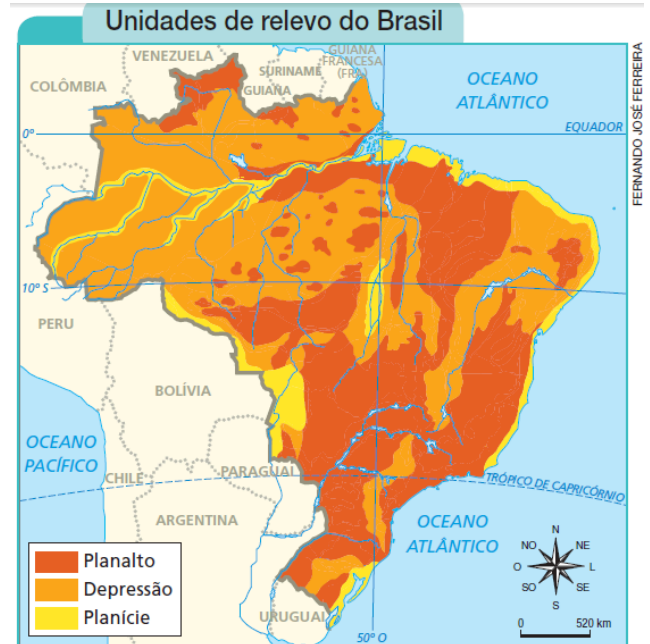 Unidades de relevo do Brasil
VENEZUELA
GUIANA
FRANCESA
(FRA)
SURINAME
GUIANA
COLÔMBIA
OCEANO
ATLÂNTICO
0°
EQUADOR
10° S
PERU
BOLÍVIA
OCEANO
PACÍFICO
CHILE
PARAGUAI
TRÓPICO DE CAPRICÓRNIO
ARGENTINA
OCEANO
ATLÂNTICO
URUGUAI
50° O
Planalto
Depressão
Planície
N
NO
NE
O
L
SO
SE
S
0
520 km
FERNANDO JOSÉ FERREIRA